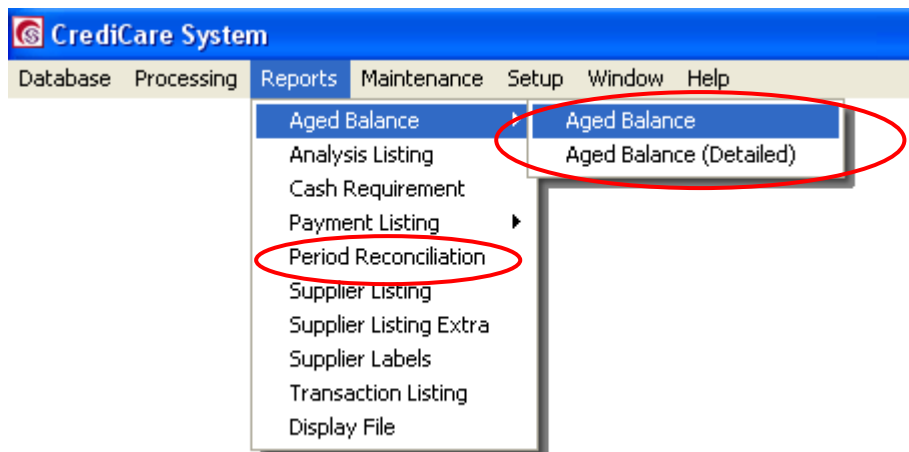 CrediCare System
Database Processing Reports Maintenance Setup Window Help
Aged Balance
Analysis Listing
Cash Requirement
Payment Listing
Period Reconciliation
Supplier Listing
Supplier Listing Extra
Supplier Labels
Transaction Listing
Display File
Aged Balance
Aged Balance (Detailed)